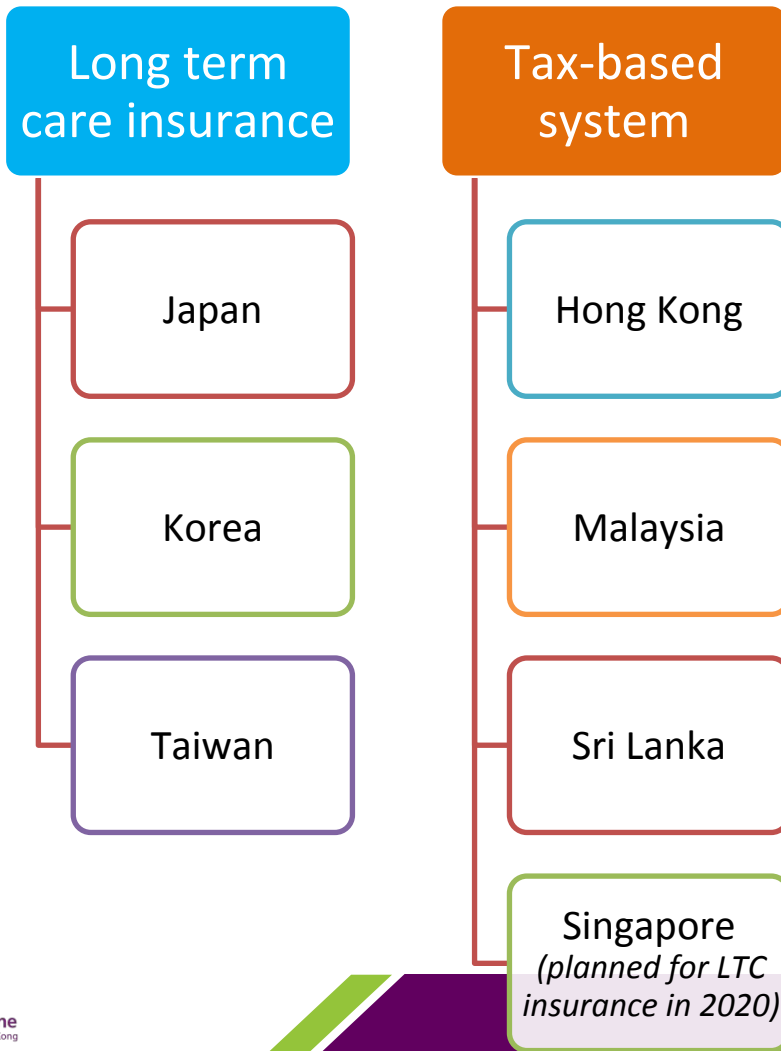 Long term
care insurance
Japan
Korea
Taiwan
Tax-based
system
Hong Kong
Malaysia
Sri Lanka
Singapore
(planned for LTC
insurance in 2020)